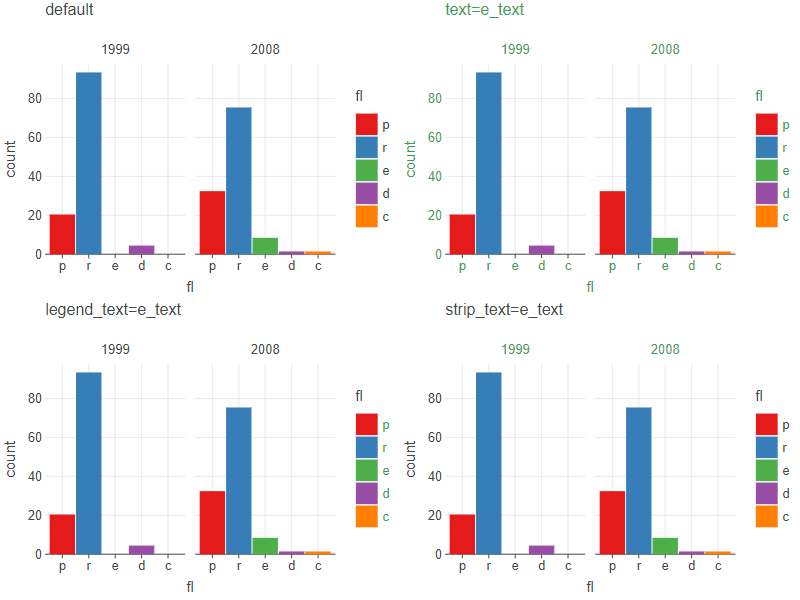 default
1999 2008
count
80
60
40
20
0
p r e d c p r e d c
fl
fl
p
r
e
d
c
text=e_text
1999 2008
count
80
60
40
20
0
p r e d c p r e d c
fl
fl
p
r
e
d
c
legend_text=e_text
1999 2008
count
80
60
40
20
0
p r e d c p r e d c
fl
fl
p
r
e
d
c
strip_text=e_text
1999 2008
count
80
60
40
20
0
p r e d c p r e d c
fl
fl
p
r
e
d
c